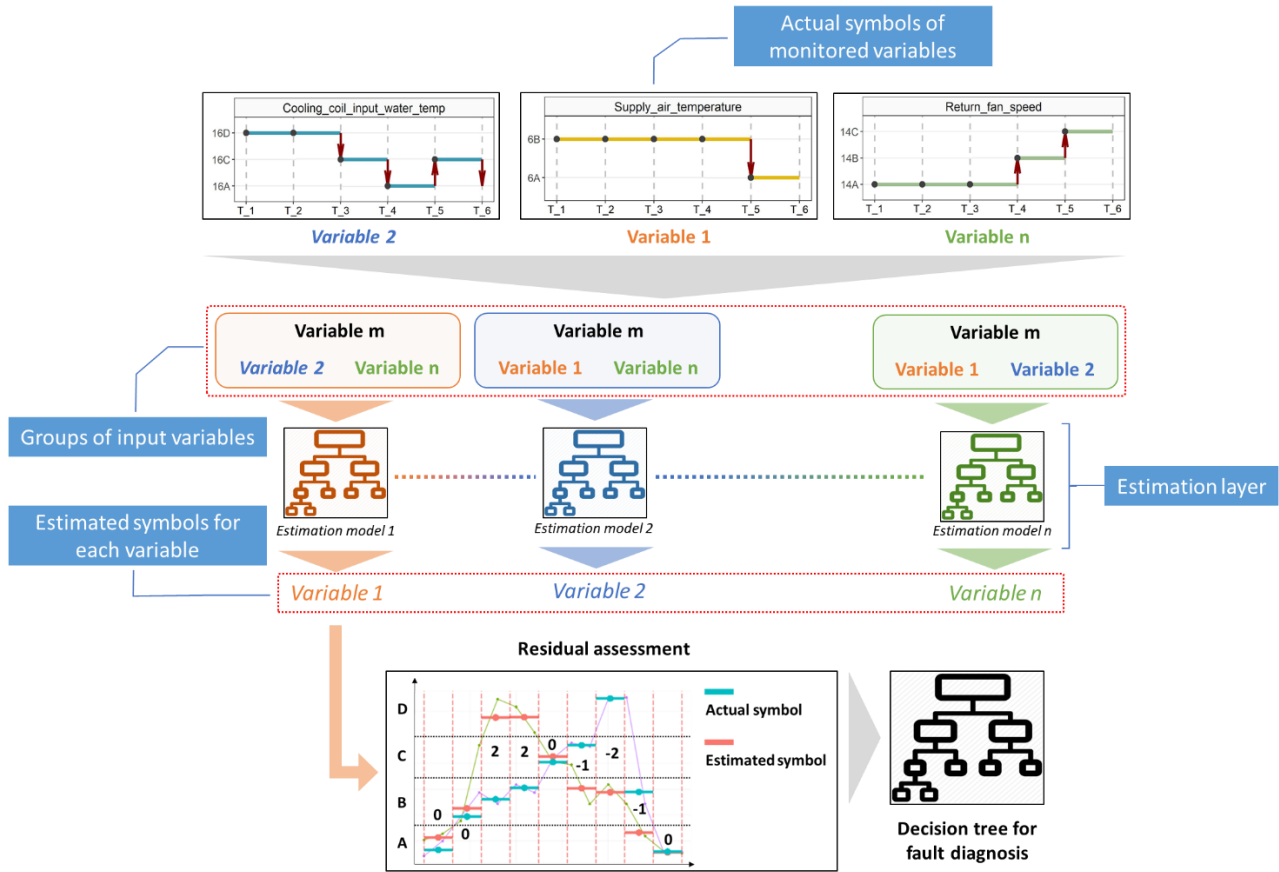 Actual symbols of
monitored variables
Cooling_coil_input_water_temp
16D
16C
16A
T_1 T_2 T_3 T_4 T_5 T_6
Variable 2
Supply_air_temperature
6B
6A
T_1 T_2 T_3 T_4 T_5 T_6
Variable 1
Return_fan_speed
14C
14B
14A
T_1 T_2 T_3 T_4 T_5 T_6
Variable n
Variable m
Variable 2 Variable n
Variable m
Variable 1 Variable n
Variable m
Variable 1 Variable 2
Groups of input variables
Estimation model 1
Estimation model 2
Estimation model n
Estimation layer
Estimated symbols for
each variable
Variable 1
Variable 2
Variable n
Residual assessment
D
C
B
A
0
0
2
2
0
-1
-2
-1
0
Actual symbol
Estimated symbol
Decision tree for
fault diagnosis